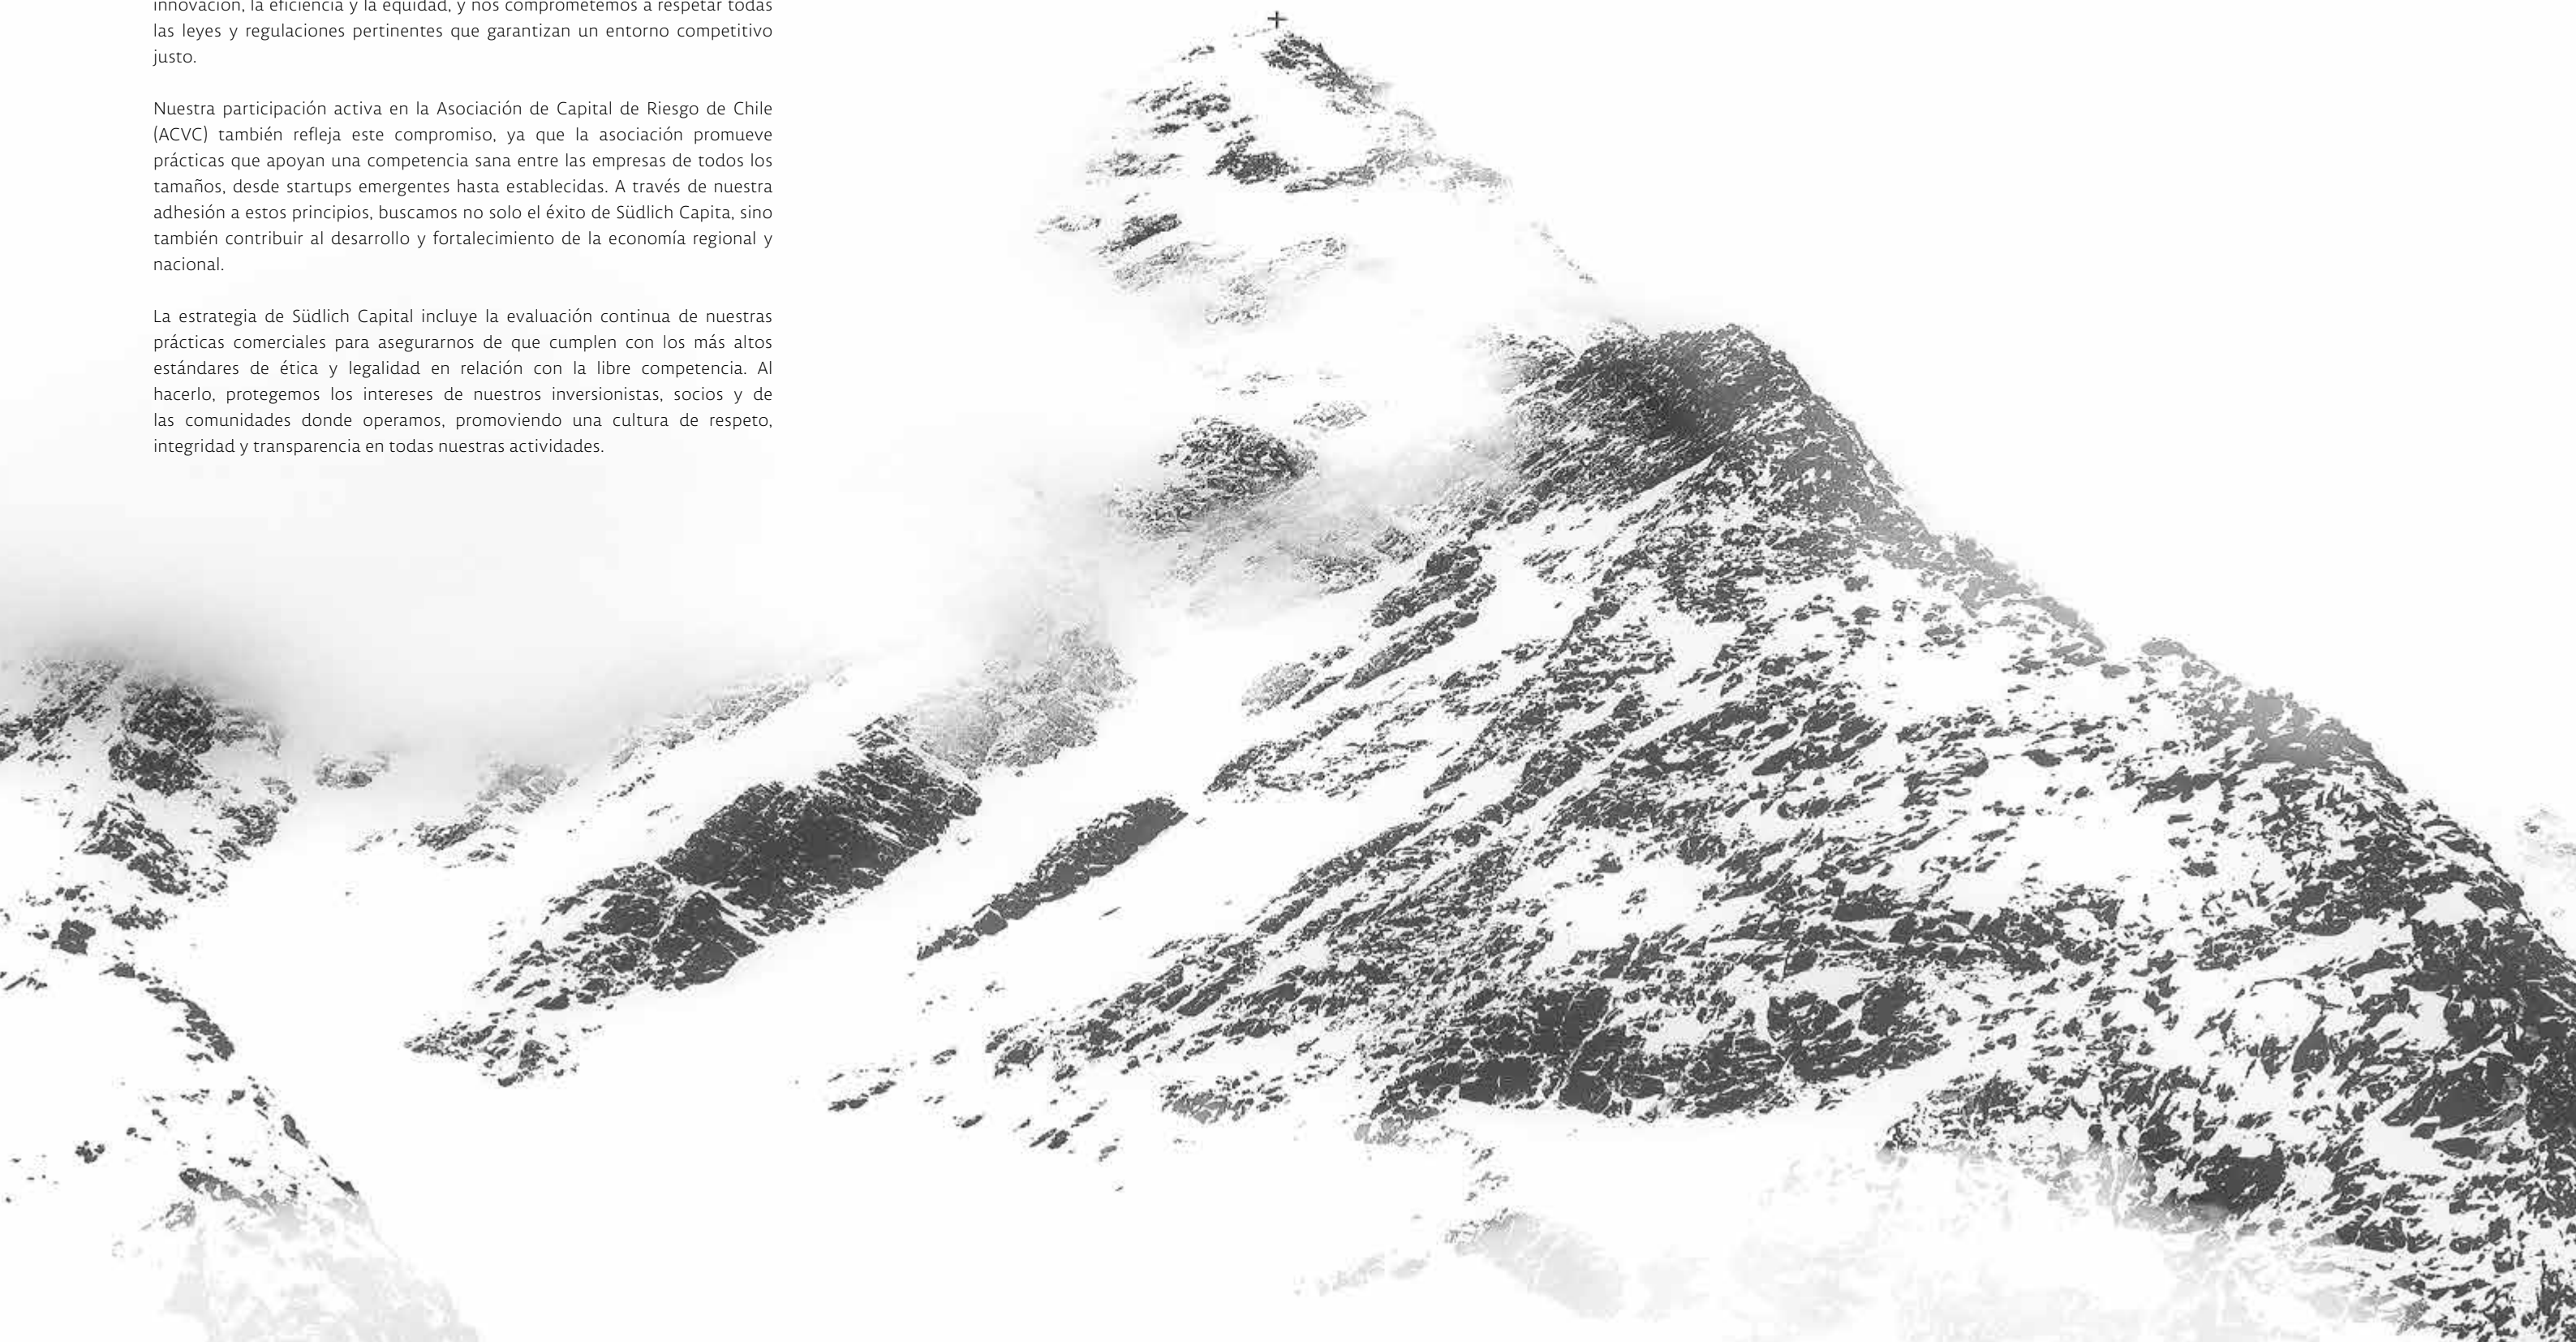 innovación, la eficiencia y la equidad, y nos comprometemos a respetar todas
las leyes y regulaciones pertinentes que garantizan un entorno competitivo
justo.
Nuestra participación activa en la Asociación de Capital de Riesgo de Chile
(ACVC) también refleja este compromiso, ya que la asociación promueve
prácticas que apoyan una competencia sana entre las empresas de todos los
tamaños, desde startups emergentes hasta establecidas. A través de nuestra
adhesión a estos principios, buscamos no solo el éxito de Südlich Capita, sino
también contribuir al desarrollo y fortalecimiento de la economía regional y
nacional.
La estrategia de Südlich Capital incluye la evaluación continua de nuestras
prácticas comerciales para asegurarnos de que cumplen con los más altos
estándares de ética y legalidad en relación con la libre competencia. Al
hacerlo, protegemos los intereses de nuestros inversionistas, socios y de
las comunidades donde operamos, promoviendo una cultura de respeto,
integridad y transparencia en todas nuestras actividades.